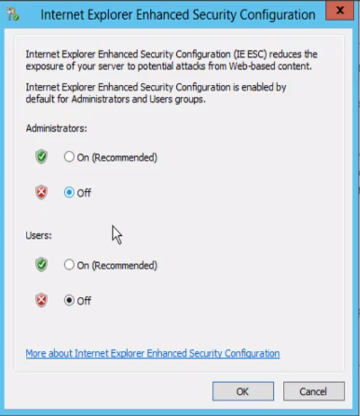 Internet Explorer Enhanced Security Configuration
x
Internet Explorer Enhanced Security Configuration (IE ESC) reduces the
exposure of your server to potential attacks from Web-based content.
Internet Explorer Enhanced Security Configuration is enabled by
default for Administrators and Users groups.
Administrators:
On (Recommended)
Off
Users:
On (Recommended)
Off
More about Internet Explorer Enhanced Security Configuration
OK Cancel